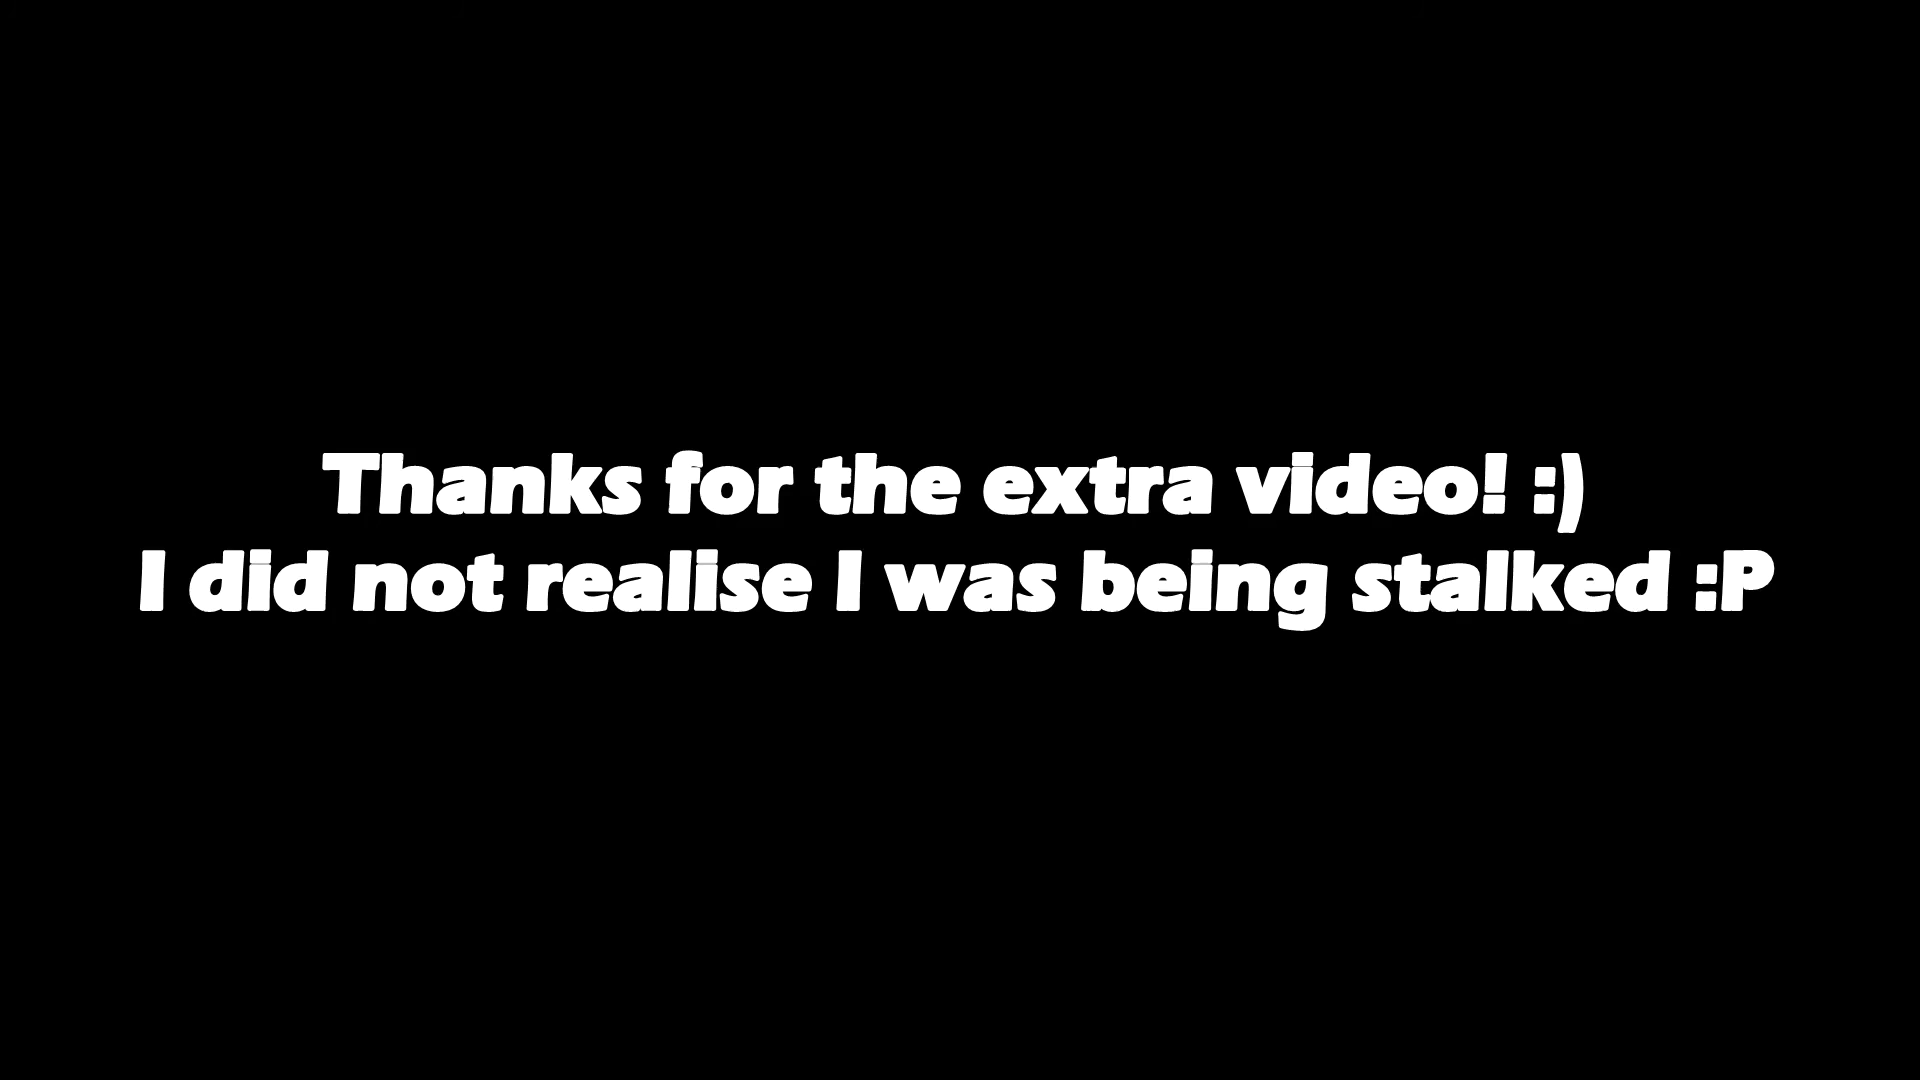 Thanks for the extra video! :)
I did not realise I was being stalked :P